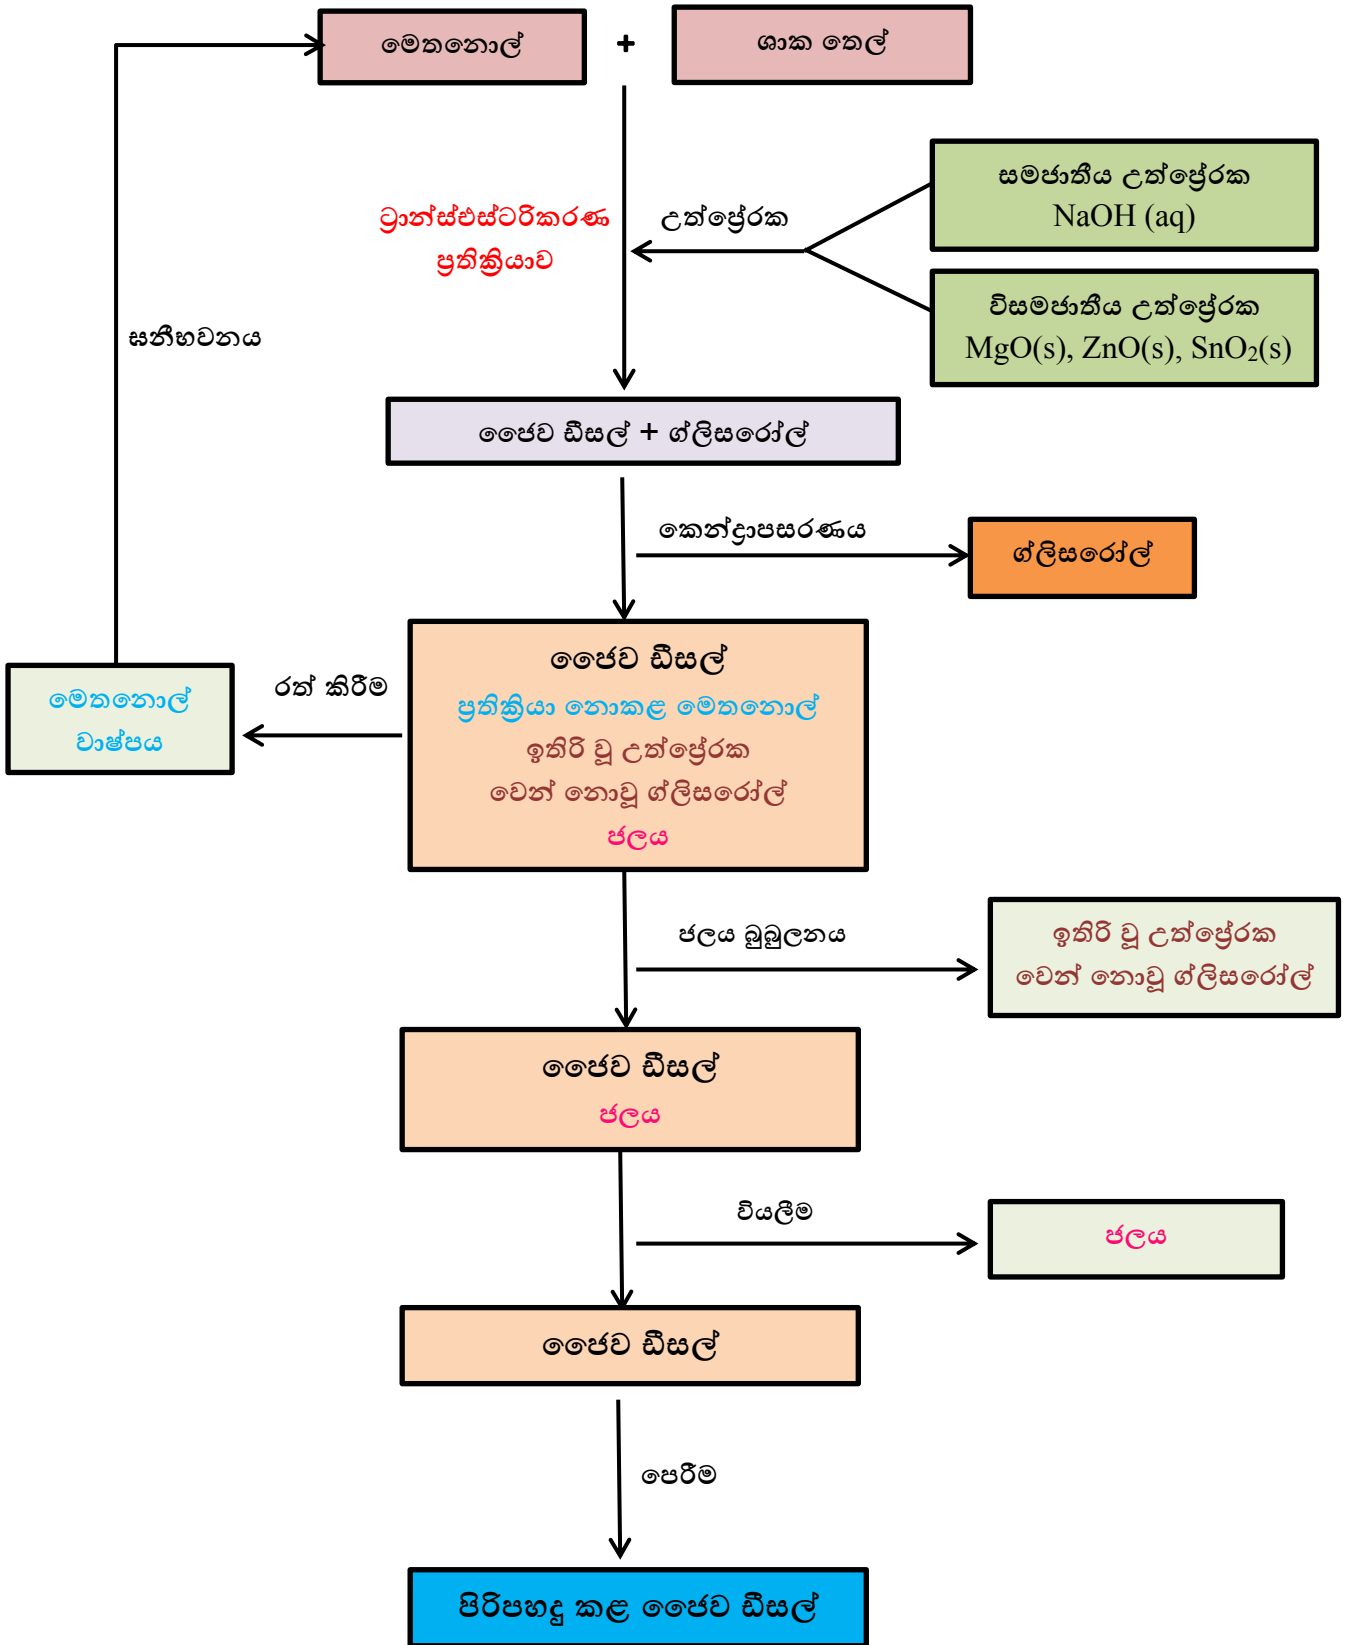 මෙතනොල්
+
ශාක තෙල්
සමජාතීය උත්ප්‍රේරක
NaOH (aq)
ට්‍රාන්ස්එස්ටරිකරණ
ප්‍රතික්‍රියාව
උත්ප්‍රේරක
විසමජාතීය උත්ප්‍රේරක
MgO(s), ZnO(s), SnO₂(s)
ඝනීභවනය
ජෛව ඩීසල් + ග්ලිසරෝල්
කෙන්ද්‍රාපසරණය
ග්ලිසරෝල්
ජෛව ඩීසල්
ප්‍රතික්‍රියා නොකළ මෙතනොල්
ඉතිරි වූ උත්ප්‍රේරක
වෙන් නොවූ ග්ලිසරෝල්
ජලය
රත් කිරීම
මෙතනොල්
වාෂ්පය
ජලය බුබුලනය
ඉතිරි වූ උත්ප්‍රේරක
වෙන් නොවූ ග්ලිසරෝල්
ජෛව ඩීසල්
ජලය
වියලීම
ජලය
ජෛව ඩීසල්
පෙරීම
පිරිපහදු කළ ජෛව ඩීසල්